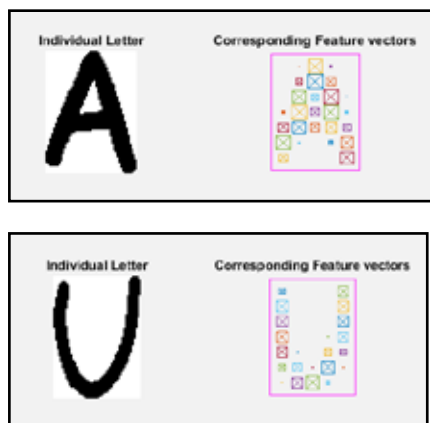 Individual Letter Corresponding Feature vectors
A
Individual Letter Corresponding Feature vectors
U